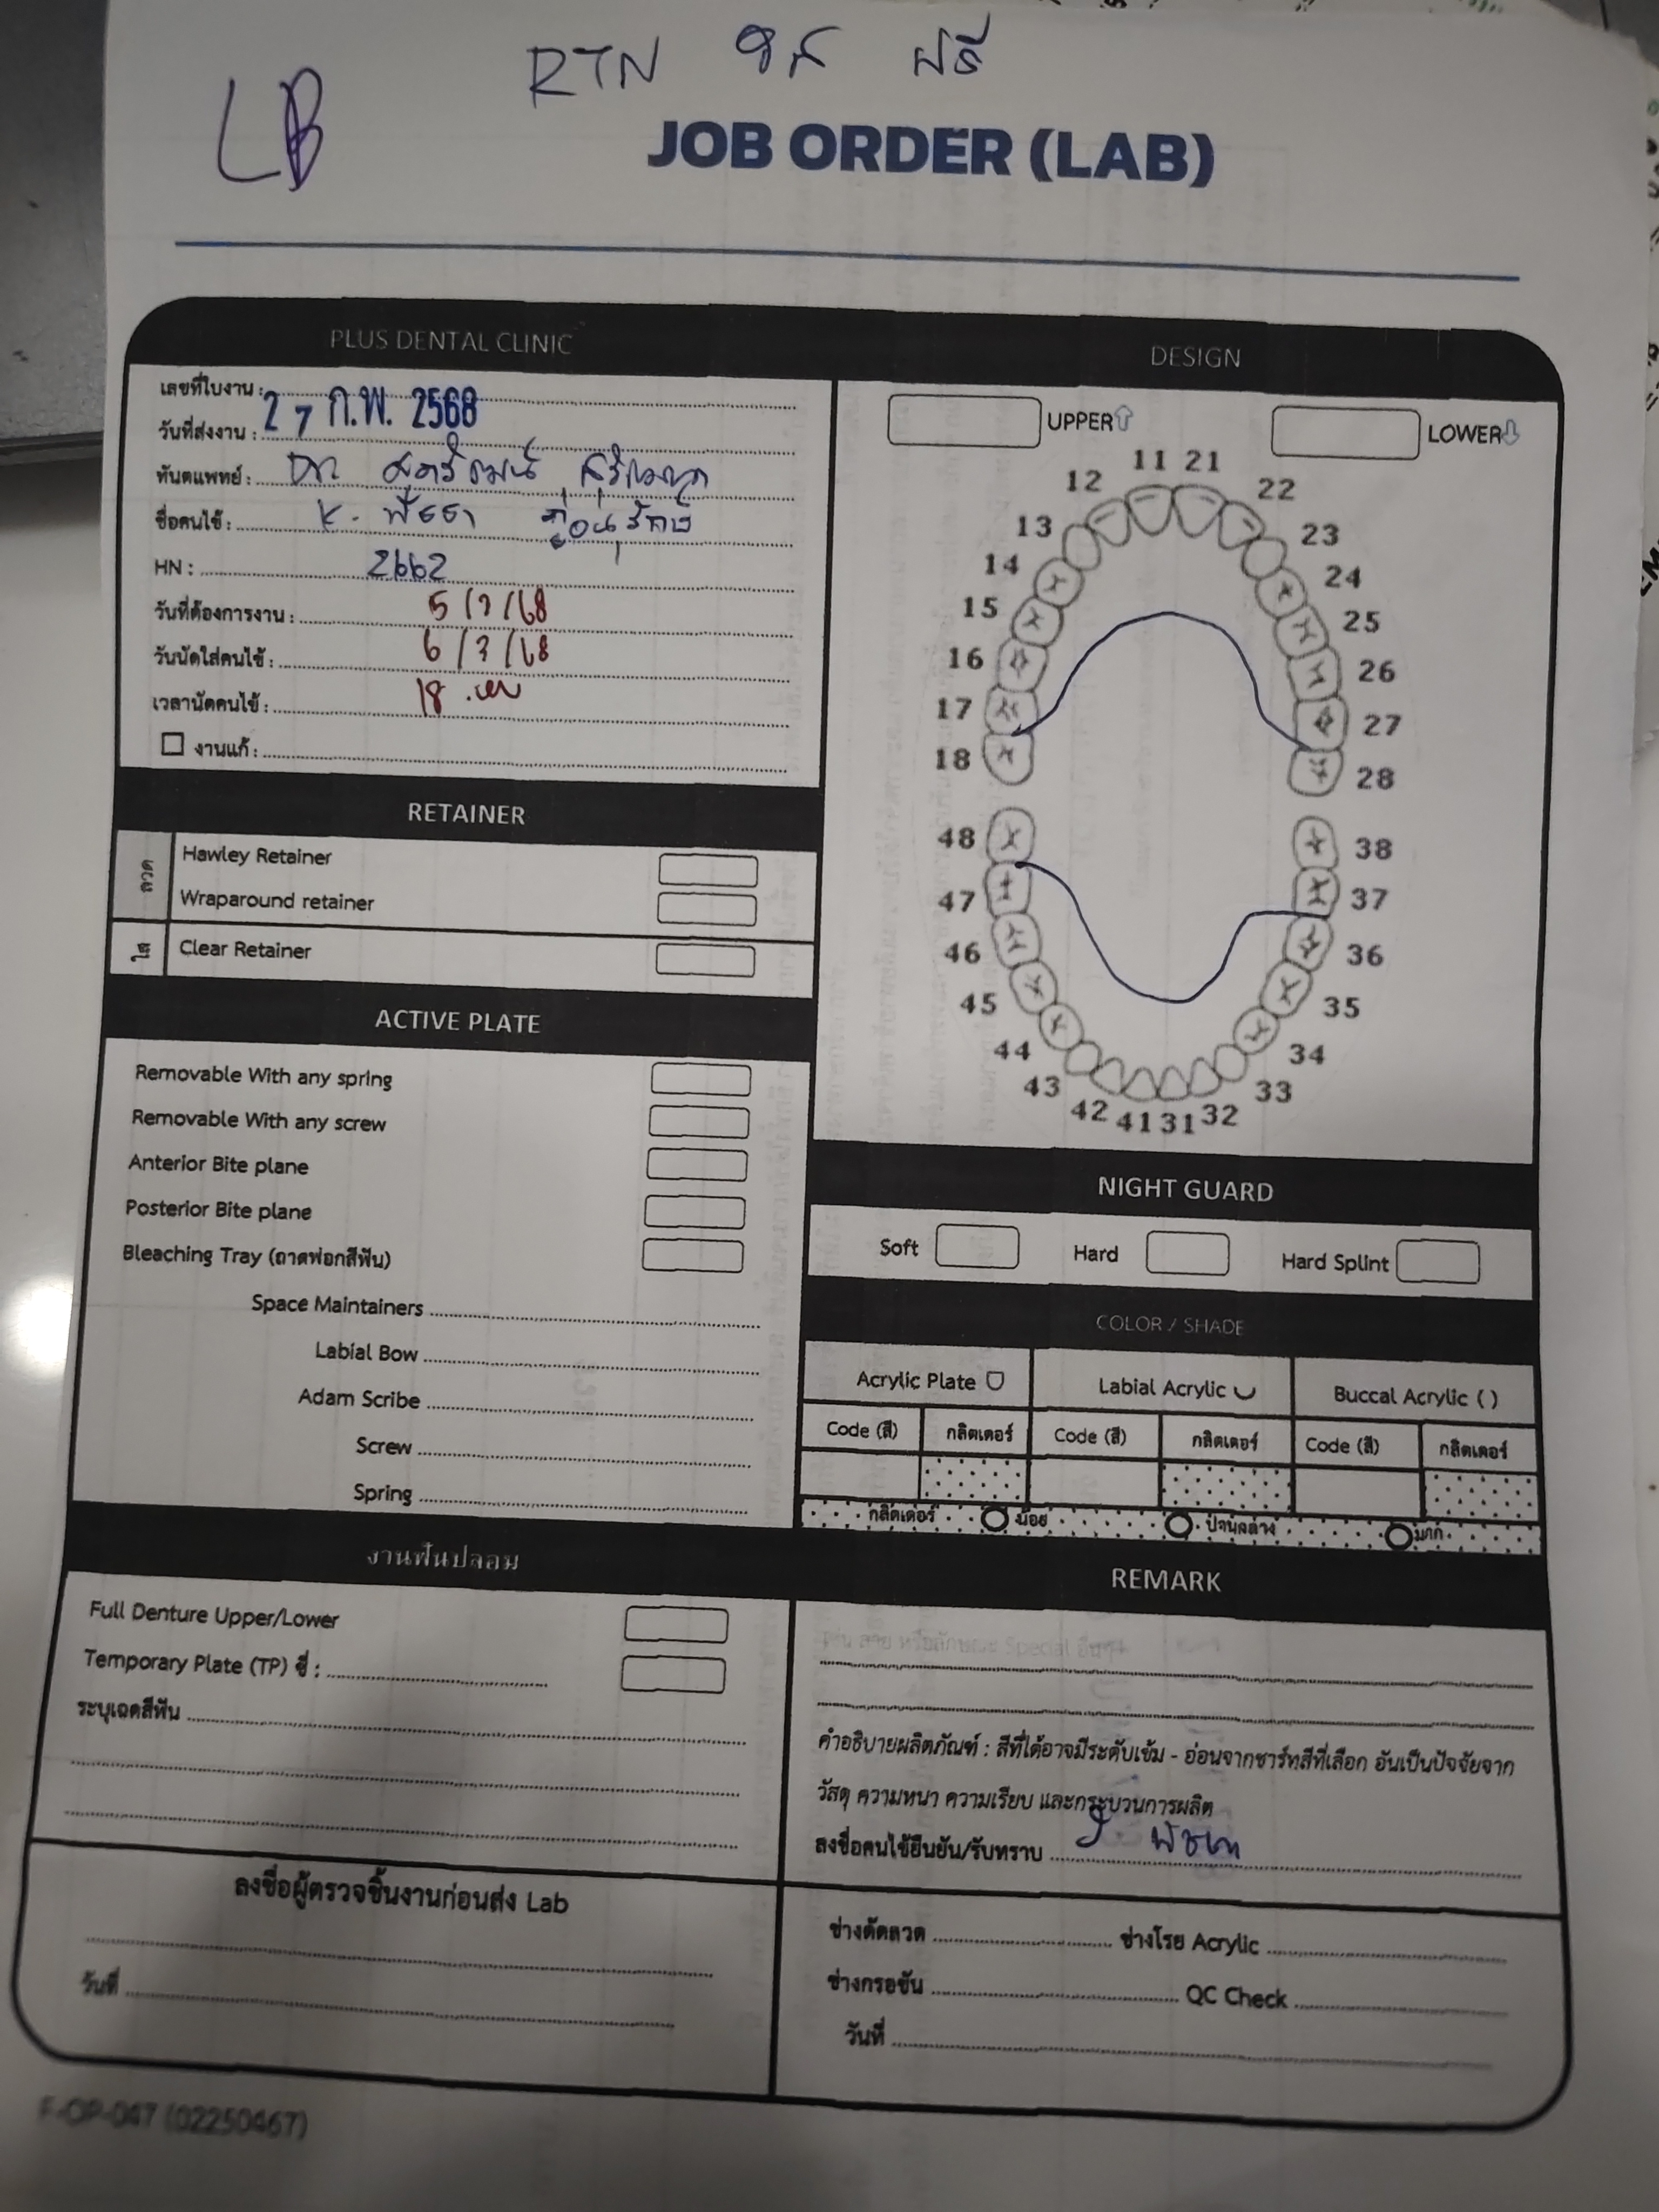 RTN ใส ฟรี
LB
JOB ORDER (LAB)
PLUS DENTAL CLINIC
เลขที่ใบงาน :
วันที่ส่งงาน : 27 ก.พ. 2568
ทันตแพทย์ :
ชื่อคนไข้ : K.
HN : 2662
วันที่ต้องการงาน : 5/3/68
วันนัดใส่คนไข้ : 6/3/68
เวลานัดคนไข้ : 18.00
งานแก้ :
RETAINER
ลวด
Hawley Retainer
Wraparound retainer
ใส
Clear Retainer
ACTIVE PLATE
Removable With any spring
Removable With any screw
Anterior Bite plane
Posterior Bite plane
Bleaching Tray (ถาดฟอกสีฟัน)
Space Maintainers
Labial Bow
Adam Scribe
Screw
Spring
งานฟันปลอม
Full Denture Upper/Lower
Temporary Plate (TP) ซี่ :
ระบุเฉดสีฟัน
ลงชื่อผู้ตรวจชิ้นงานก่อนส่ง Lab
วันที่
DESIGN
UPPER LOWER
11 21
12 22
13 23
14 24
15 25
16 26
17 27
18 28
48 38
47 37
46 36
45 35
44 34
43 33
42 41 31 32
NIGHT GUARD
Soft Hard Hard Splint
COLOR / SHADE
Acrylic Plate Labial Acrylic Buccal Acrylic ( )
Code (สี) กลิตเตอร์ Code (สี) กลิตเตอร์ Code (สี) กลิตเตอร์
กลิตเตอร์ น้อย ปานกลาง มาก
REMARK
เช่น ลาย หรือลักษณะ Special อื่นๆ
คำอธิบายผลิตภัณฑ์ : สีที่ได้อาจมีระดับเข้ม - อ่อนจากชาร์ทสีที่เลือก อันเป็นปัจจัยจาก
วัสดุ ความหนา ความเรียบ และกระบวนการผลิต
ลงชื่อคนไข้ยืนยัน/รับทราบ
ช่างดัดลวด ช่างโรย Acrylic
ช่างกรอขัน QC Check
วันที่
F-OP-047 (02250467)